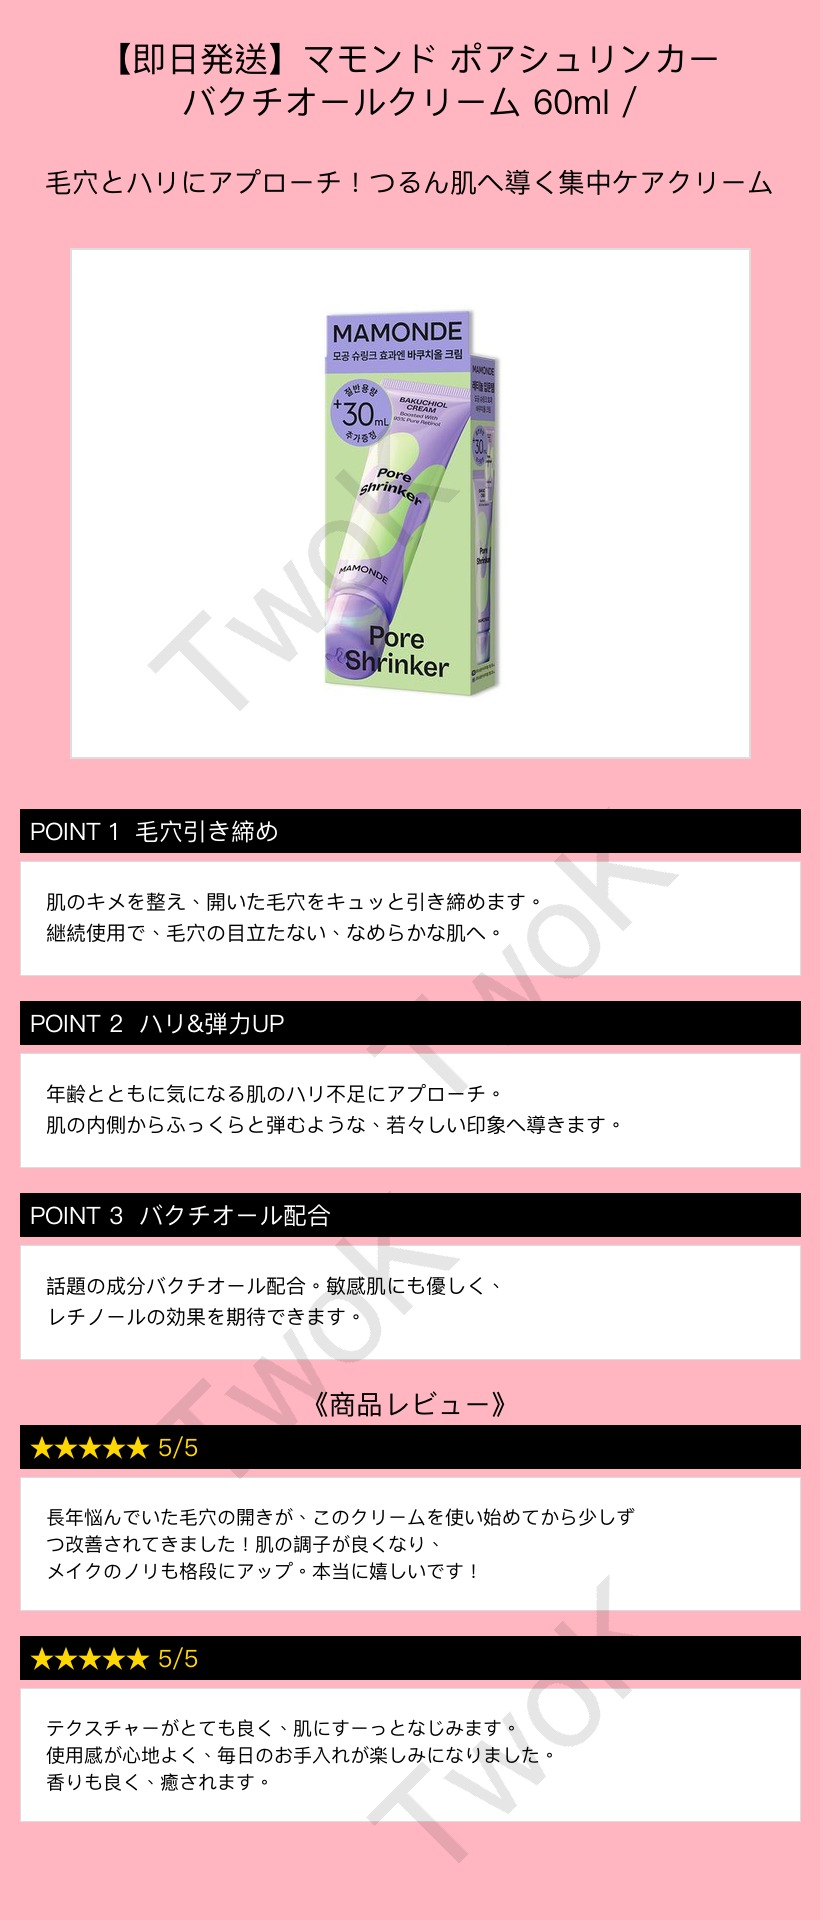 【即日発送】マモンド ポアシュリンカー
バクチオールクリーム 60ml /
毛穴とハリにアプローチ！つるん肌へ導く集中ケアクリーム
MAMONDE
모공 슈링크 효과엔 바쿠치올 크림
절반용량
+30mL
추가증정
BAKUCHIOL
CREAM
Boosted With
95% Pure Retinol
Pore
Shrinker
MAMONDE
Pore
Shrinker
MAMONDE
+30
Pore
Shrinker
Twok
POINT 1 毛穴引き締め
肌のキメを整え、開いた毛穴をキュッと引き締めます。
継続使用で、毛穴の目立たない、なめらかな肌へ。
Twok
POINT 2 ハリ&弾力UP
年齢とともに気になる肌のハリ不足にアプローチ。
肌の内側からふっくらと弾むような、若々しい印象へ導きます。
POINT 3 バクチオール配合
話題の成分バクチオール配合。敏感肌にも優しく、
レチノールの効果を期待できます。
Twok
《商品レビュー》
★★★★★ 5/5
長年悩んでいた毛穴の開きが、このクリームを使い始めてから少しず
つ改善されてきました！肌の調子が良くなり、
メイクのノリも格段にアップ。本当に嬉しいです！
★★★★★ 5/5
テクスチャーがとても良く、肌にすーっとなじみます。
使用感が心地よく、毎日のお手入れが楽しみになりました。
香りも良く、癒されます。
Twok